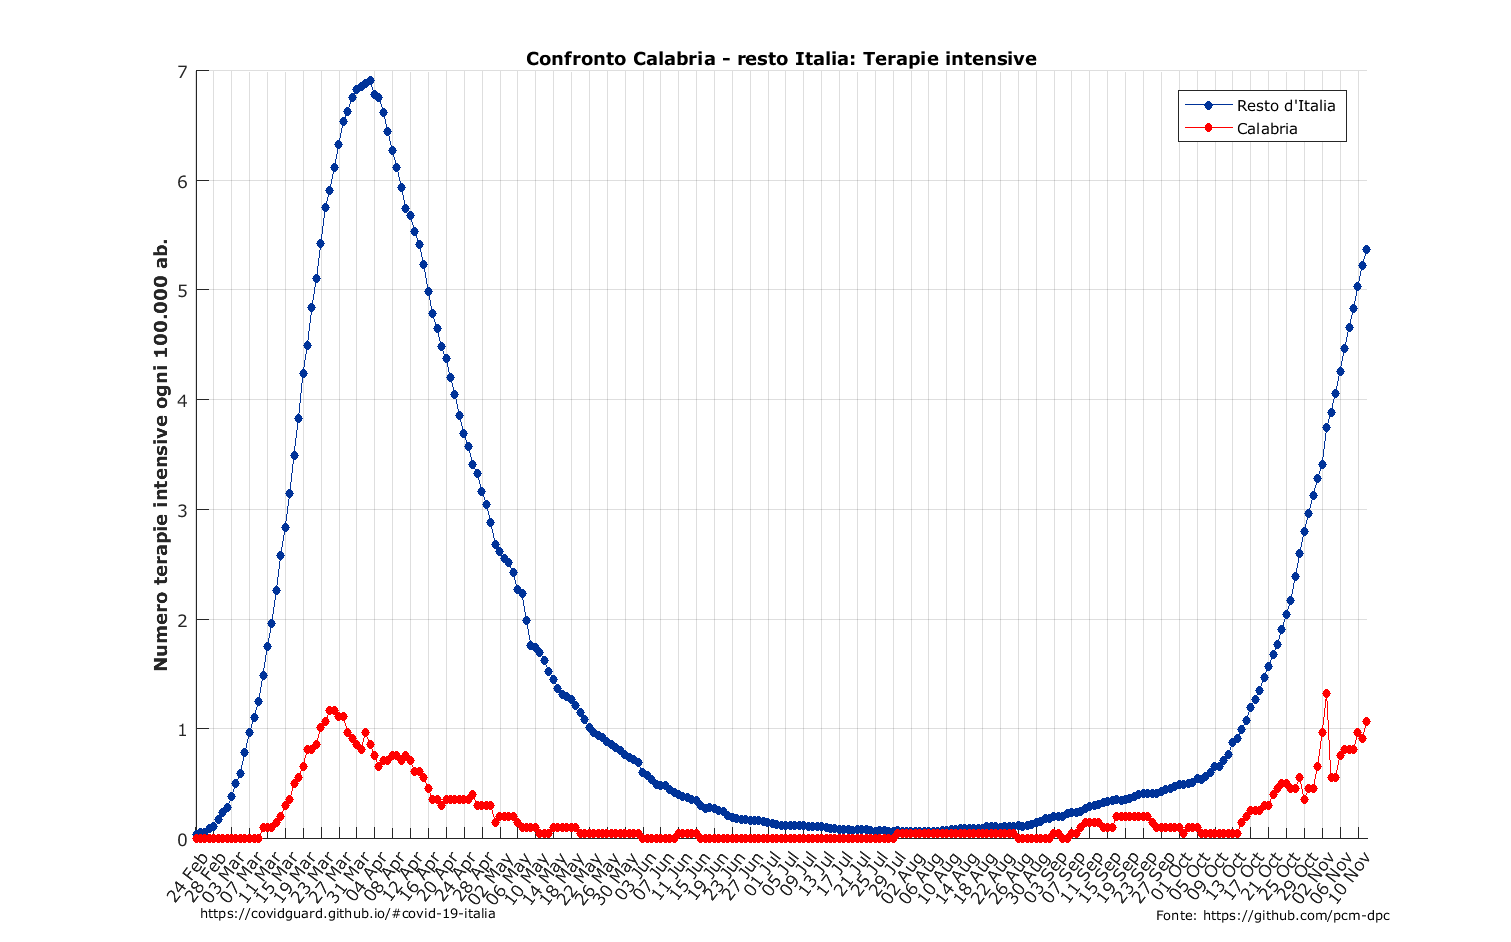 Confronto Calabria - resto Italia: Terapie intensive
Numero terapie intensive ogni 100.000 ab.
7
6
5
4
3
2
1
0
Resto d'Italia
Calabria
24 Feb
28 Feb
03 Mar
07 Mar
11 Mar
15 Mar
19 Mar
23 Mar
27 Mar
31 Mar
04 Apr
08 Apr
12 Apr
16 Apr
20 Apr
24 Apr
28 Apr
02 May
06 May
10 May
14 May
18 May
22 May
26 May
30 May
03 Jun
07 Jun
11 Jun
15 Jun
19 Jun
23 Jun
27 Jun
01 Jul
05 Jul
09 Jul
13 Jul
17 Jul
21 Jul
25 Jul
29 Jul
02 Aug
06 Aug
10 Aug
14 Aug
18 Aug
22 Aug
26 Aug
30 Aug
03 Sep
07 Sep
11 Sep
15 Sep
19 Sep
23 Sep
27 Sep
01 Oct
05 Oct
09 Oct
13 Oct
17 Oct
21 Oct
25 Oct
29 Oct
02 Nov
06 Nov
10 Nov
https://covidguard.github.io/#covid-19-italia
Fonte: https://github.com/pcm-dpc